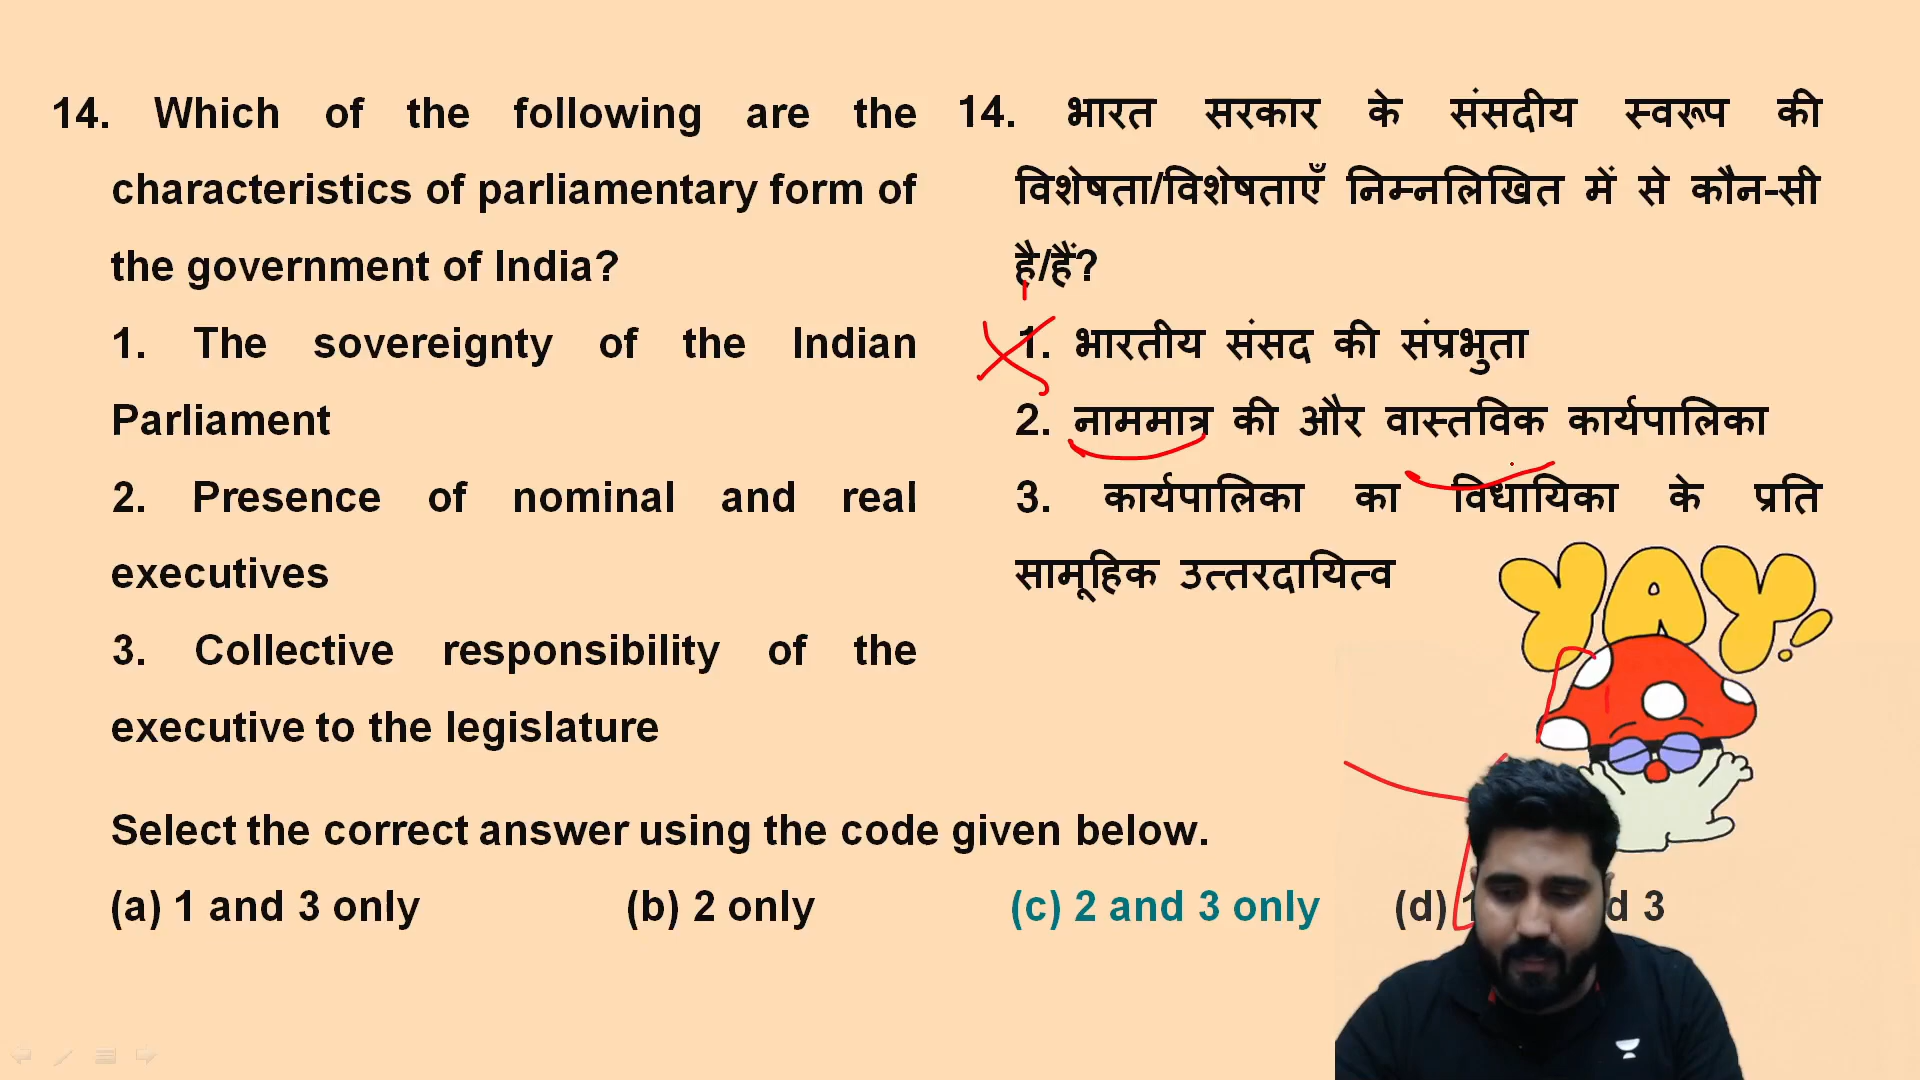 14. Which of the following are the
characteristics of parliamentary form of
the government of India?
1. The sovereignty of the Indian
Parliament
2. Presence of nominal and real
executives
3. Collective responsibility of the
executive to the legislature
14. भारत सरकार के संसदीय स्वरूप की
विशेषता/विशेषताएँ निम्नलिखित में से कौन-सी
है/हैं?
1. भारतीय संसद की संप्रभुता
2. नाममात्र की और वास्तविक कार्यपालिका
3. कार्यपालिका का विधायिका के प्रति
सामूहिक उत्तरदायित्व
YAY!
Select the correct answer using the code given below.
(a) 1 and 3 only (b) 2 only (c) 2 and 3 only (d) 1 3